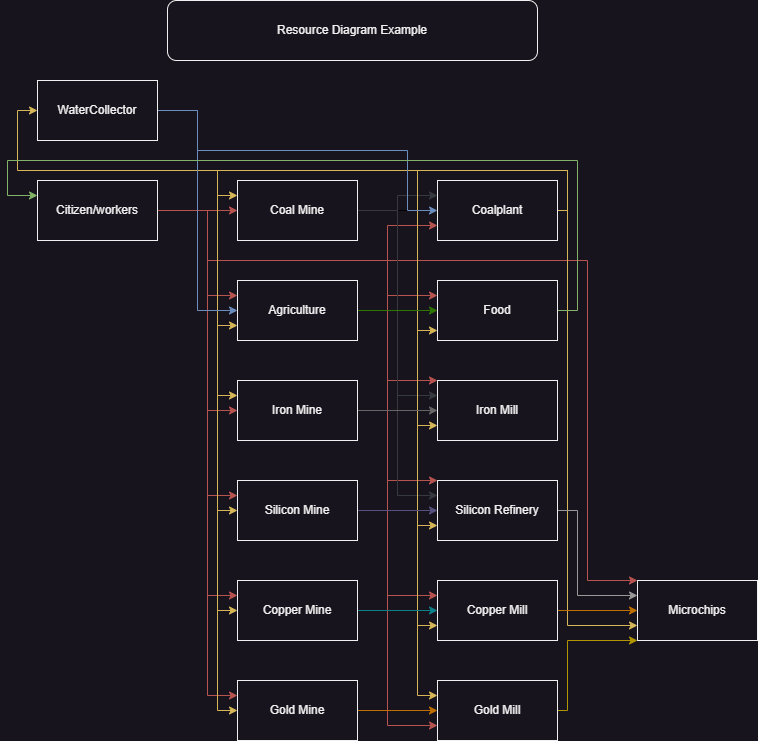 Resource Diagram Example
WaterCollector
Citizen/workers
Coal Mine
Coalplant
Agriculture
Food
Iron Mine
Iron Mill
Silicon Mine
Silicon Refinery
Copper Mine
Copper Mill
Microchips
Gold Mine
Gold Mill